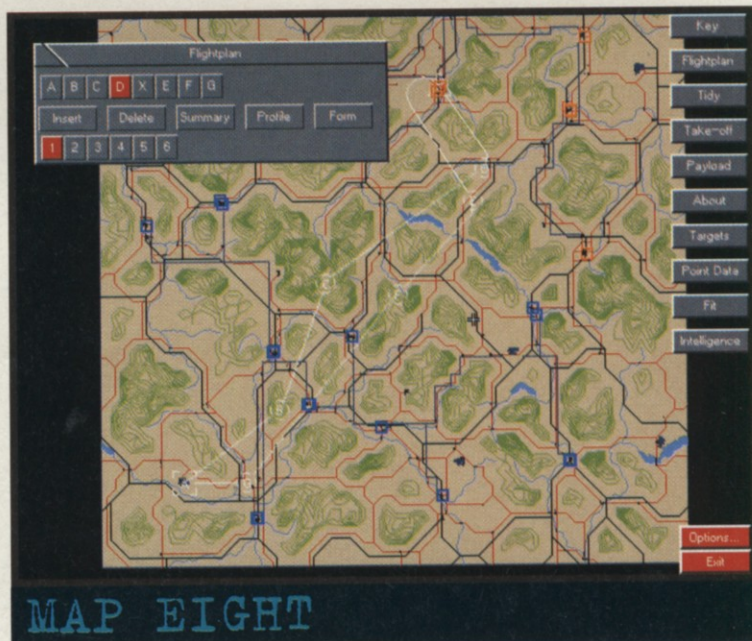 Flightplan
A B C D X E F G
Insert Delete Summary Profile Form
1 2 3 4 5 6
Key
Flightplan
Tidy
Take-off
Payload
About
Targets
Point Data
Fit
Intelligence
Options...
Exit
MAP EIGHT